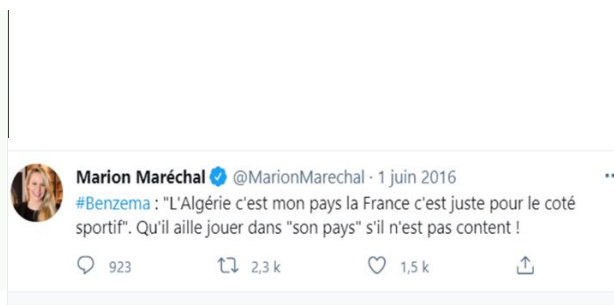 Marion Maréchal @MarionMarechal · 1 juin 2016
#Benzema : "L'Algérie c'est mon pays la France c'est juste pour le coté
sportif". Qu'il aille jouer dans "son pays" s'il n'est pas content !
923 2,3 k 1,5 k